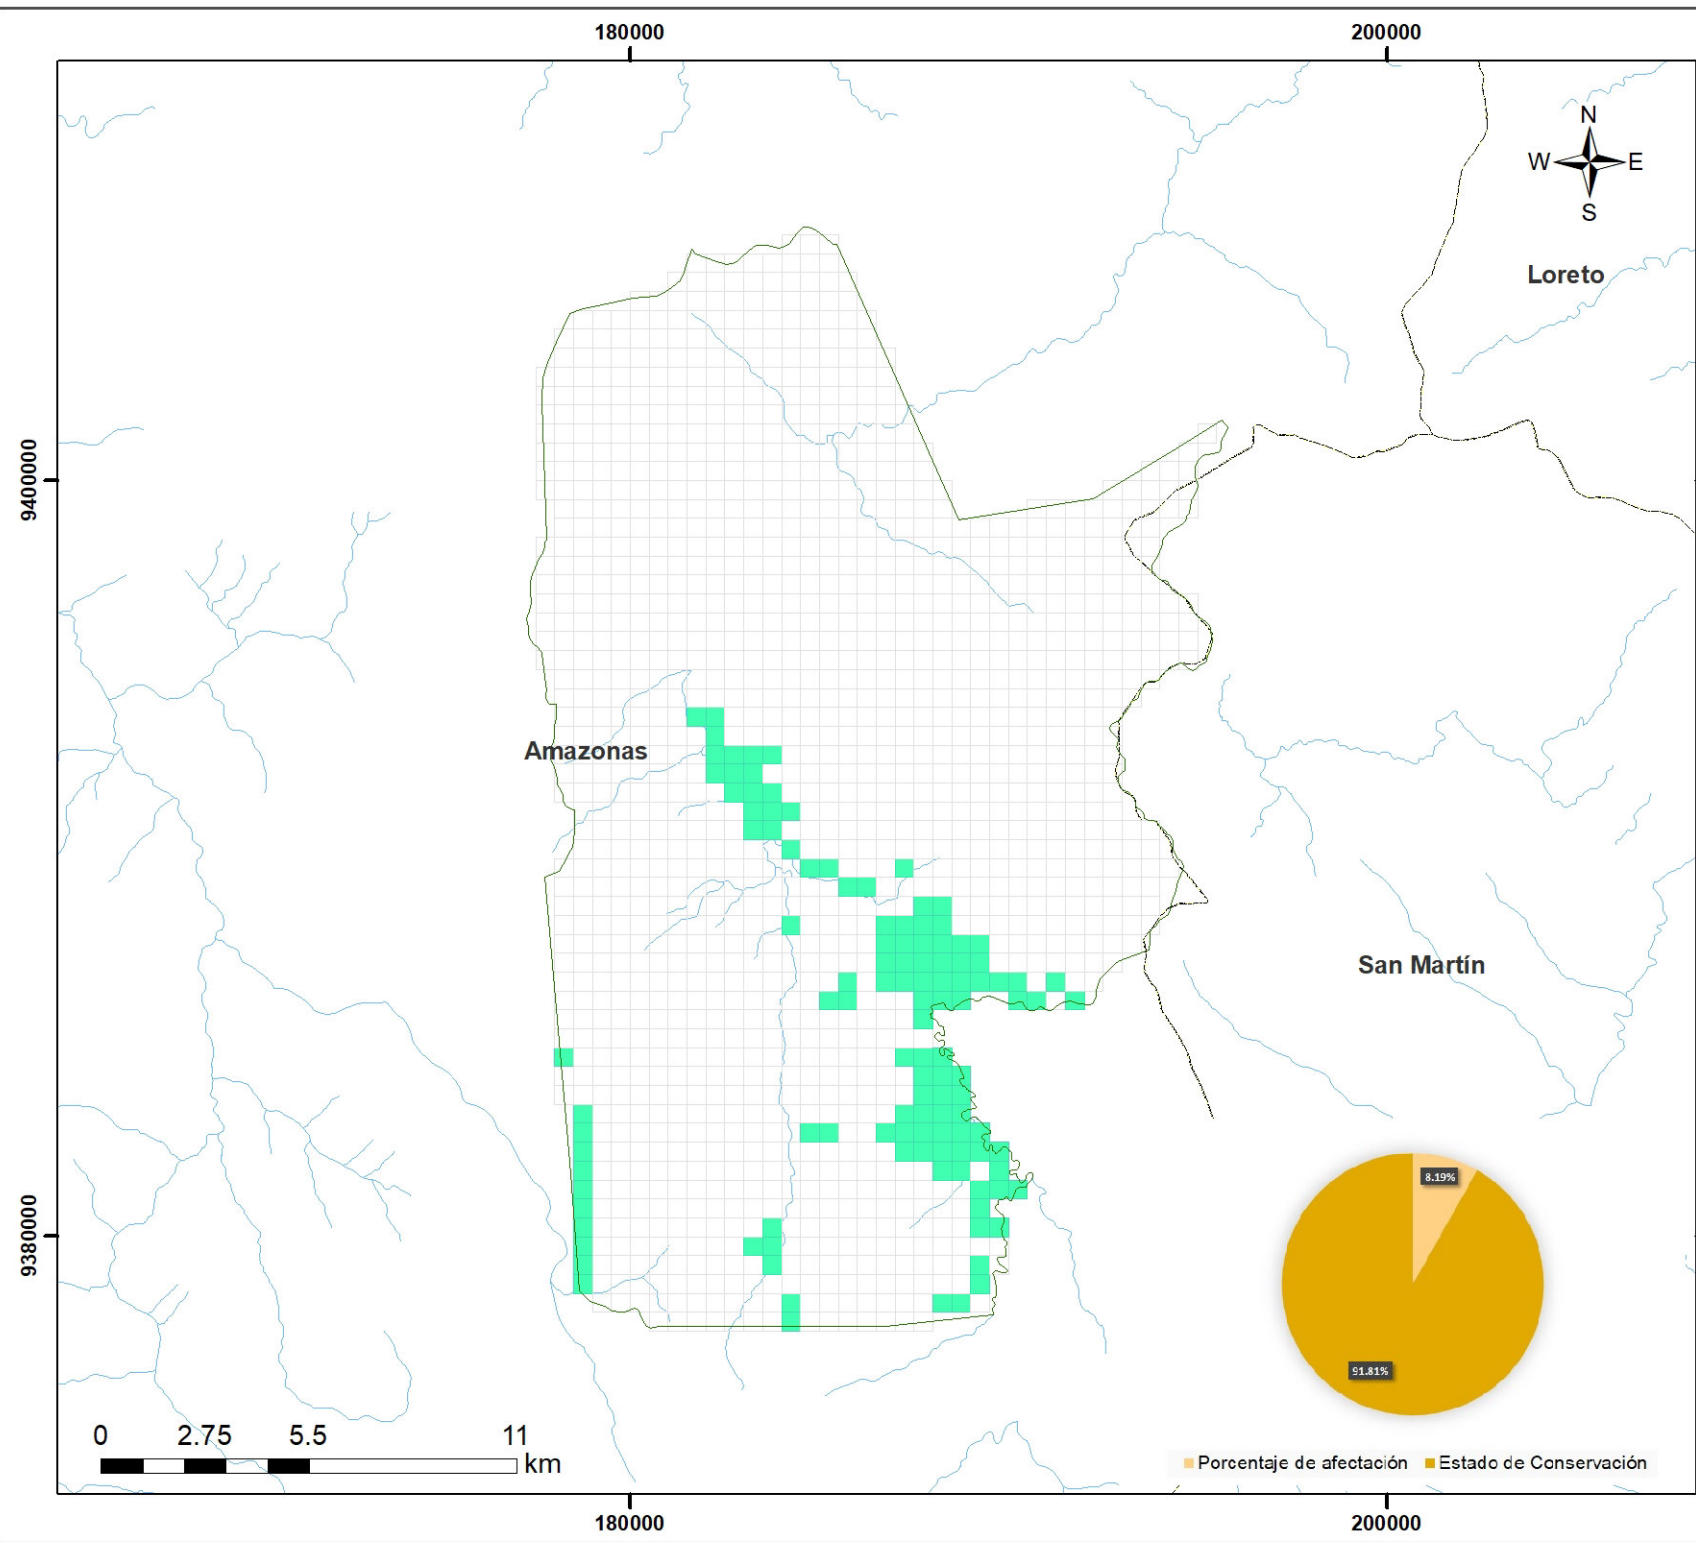 180000 200000
N
W E
S
Loreto
9400000
Amazonas
San Martín
9380000
8.19%
91.81%
0 2.75 5.5 11
km
Porcentaje de afectación Estado de Conservación
180000 200000